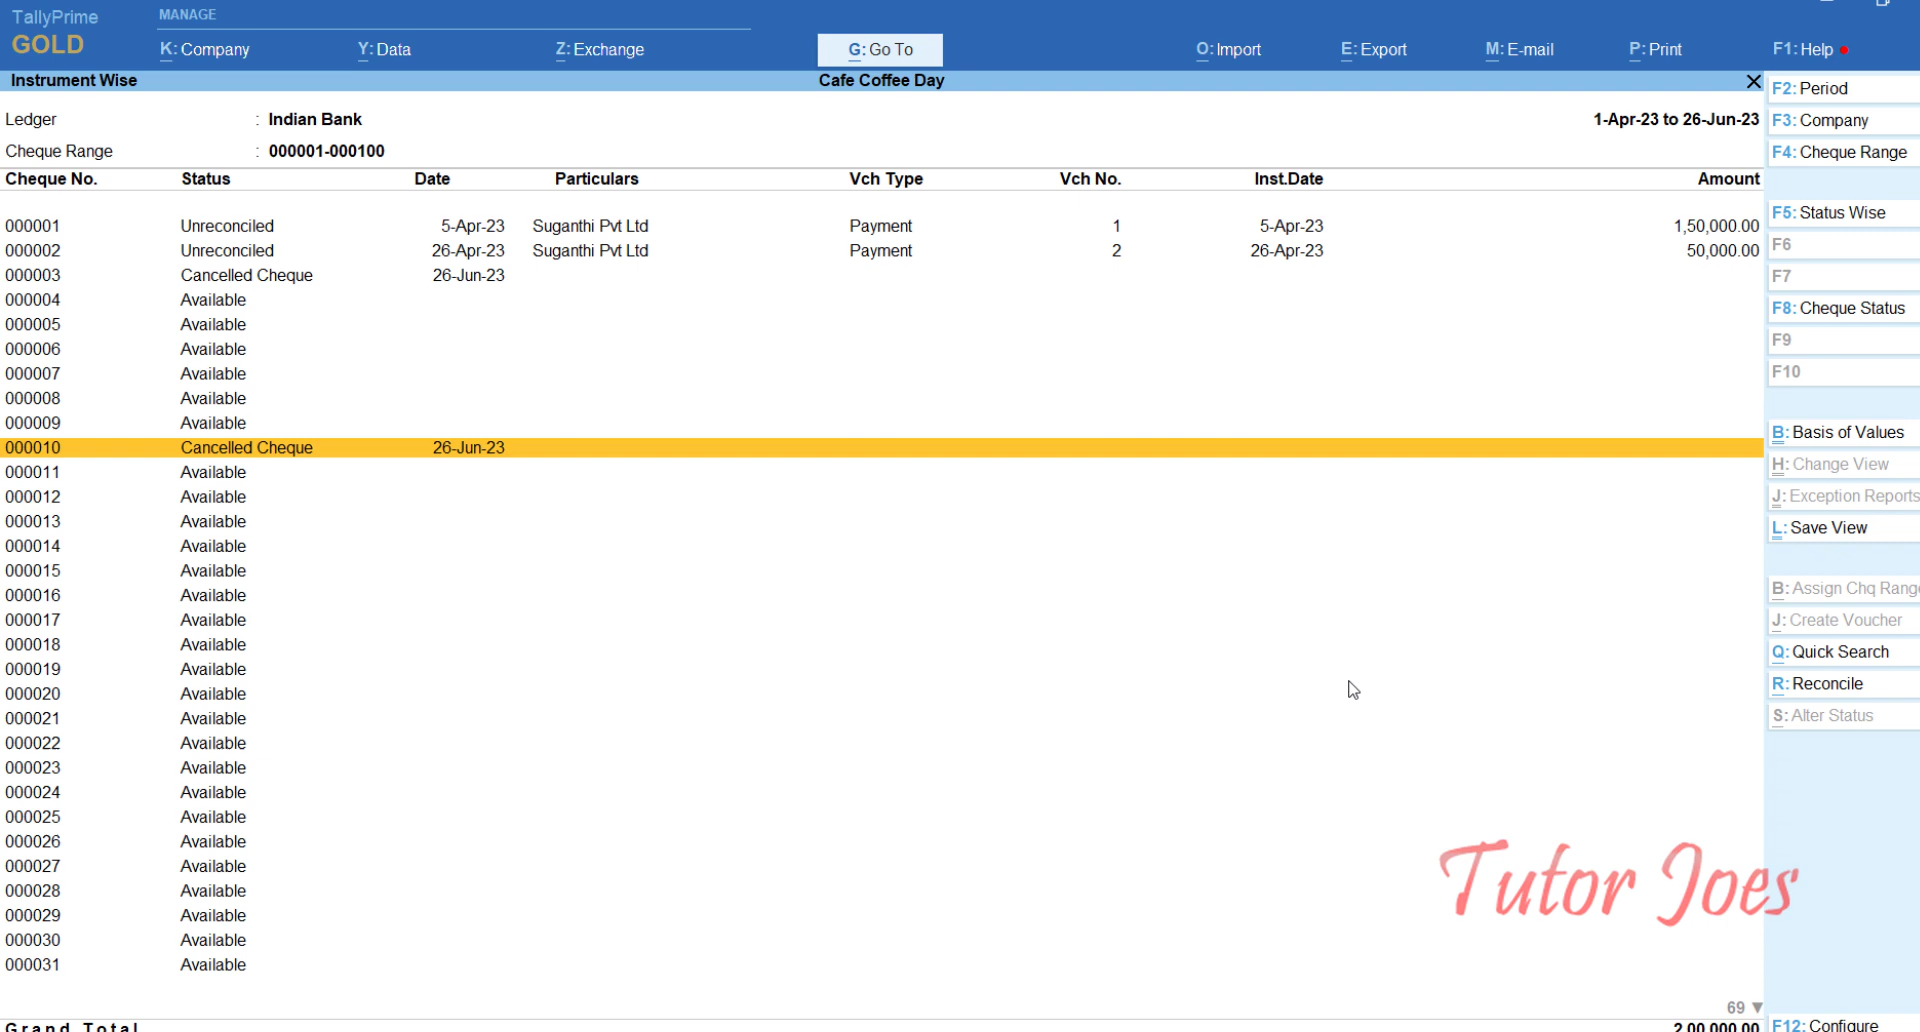 TallyPrime
GOLD
MANAGE
K: Company
Y: Data
Z: Exchange
G: Go To
O: Import
E: Export
M: E-mail
P: Print
F1: Help
Instrument Wise
Cafe Coffee Day
Ledger : Indian Bank
1-Apr-23 to 26-Jun-23
Cheque Range : 000001-000100
Cheque No. Status Date Particulars Vch Type Vch No. Inst.Date Amount
000001 Unreconciled 5-Apr-23 Suganthi Pvt Ltd Payment 1 5-Apr-23 1,50,000.00
000002 Unreconciled 26-Apr-23 Suganthi Pvt Ltd Payment 2 26-Apr-23 50,000.00
000003 Cancelled Cheque 26-Jun-23
000004 Available
000005 Available
000006 Available
000007 Available
000008 Available
000009 Available
000010 Cancelled Cheque 26-Jun-23
000011 Available
000012 Available
000013 Available
000014 Available
000015 Available
000016 Available
000017 Available
000018 Available
000019 Available
000020 Available
000021 Available
000022 Available
000023 Available
000024 Available
000025 Available
000026 Available
000027 Available
000028 Available
000029 Available
000030 Available
000031 Available
69 ▼
Grand Total 2,00,000.00
F2: Period
F3: Company
F4: Cheque Range
F5: Status Wise
F6
F7
F8: Cheque Status
F9
F10
B: Basis of Values
H: Change View
J: Exception Reports
L: Save View
B: Assign Chq Range
J: Create Voucher
Q: Quick Search
R: Reconcile
S: Alter Status
F12: Configure
Tutor Joes